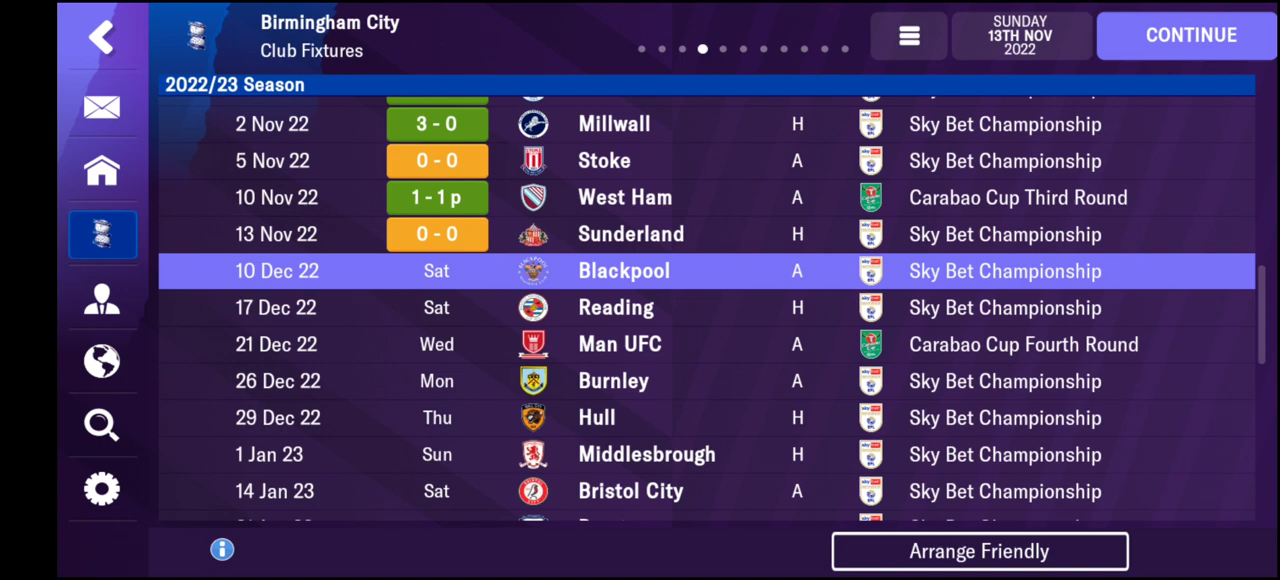 Birmingham City
Club Fixtures
SUNDAY
13TH NOV
2022
CONTINUE
2022/23 Season
2 Nov 22 3 - 0 Millwall H Sky Bet Championship
5 Nov 22 0 - 0 Stoke A Sky Bet Championship
10 Nov 22 1 - 1 p West Ham A Carabao Cup Third Round
13 Nov 22 0 - 0 Sunderland H Sky Bet Championship
10 Dec 22 Sat Blackpool A Sky Bet Championship
17 Dec 22 Sat Reading H Sky Bet Championship
21 Dec 22 Wed Man UFC A Carabao Cup Fourth Round
26 Dec 22 Mon Burnley A Sky Bet Championship
29 Dec 22 Thu Hull H Sky Bet Championship
1 Jan 23 Sun Middlesbrough H Sky Bet Championship
14 Jan 23 Sat Bristol City A Sky Bet Championship
Arrange Friendly